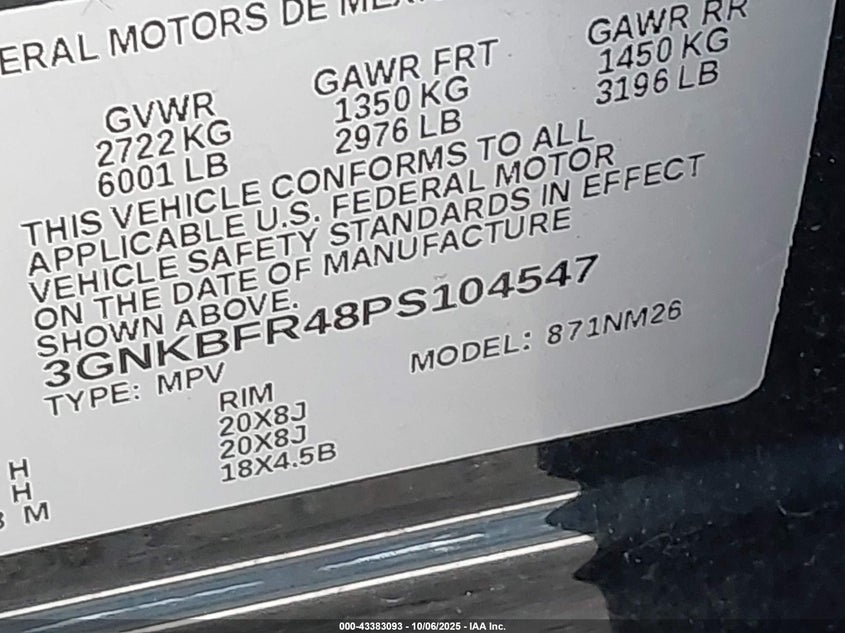 ERAL MOTORS DE MEX
GVWR
2722 KG
6001 LB
GAWR FRT
1350 KG
2976 LB
GAWR RR
1450 KG
3196 LB
THIS VEHICLE CONFORMS TO ALL
APPLICABLE U.S. FEDERAL MOTOR
VEHICLE SAFETY STANDARDS IN EFFECT
ON THE DATE OF MANUFACTURE
SHOWN ABOVE.
3GNKBFR48PS104547
TYPE: MPV
MODEL: 871NM26
RIM
20X8J
H 20X8J
H 18X4.5B
M
000-43383093 - 10/06/2025 - IAA Inc.